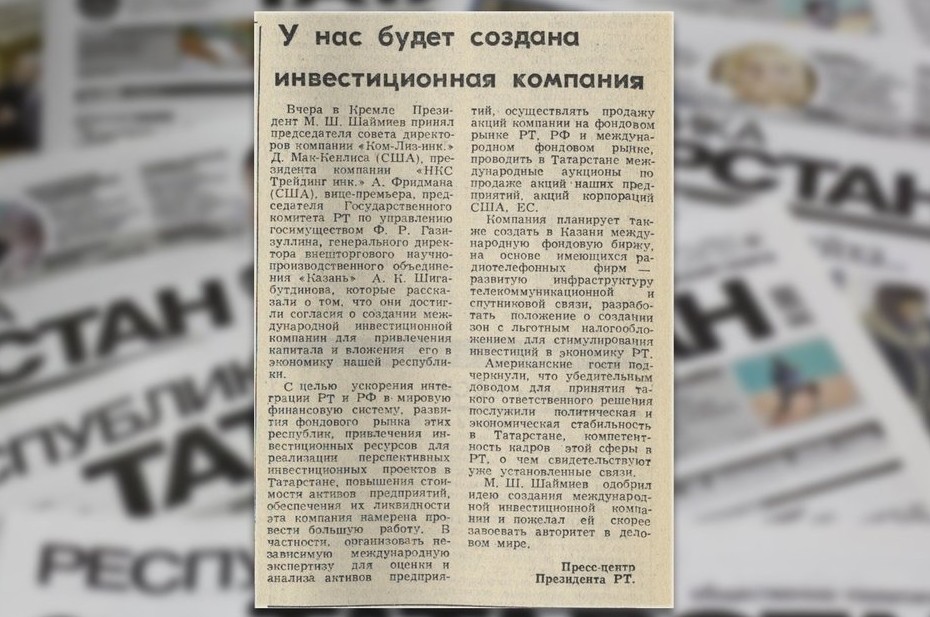 У нас будет создана
инвестиционная компания
Вчера в Кремле Прези-
дент М. Ш. Шаймиев принял
председателя совета директо-
ров компании «Ком-Лиз-инк.»
Д. Мак-Кенлиса (США), пре-
зидента компании «НКС
Трейдинг инк.» А. Фридмана
(США), вице-премьера, пред-
седателя Государственного
комитета РТ по управлению
госимуществом Ф. Р. Гази-
зуллина, генерального дирек-
тора внешторгового научно-
производственного объедине-
ния «Казань» А. К. Шига-
бутдинова, которые расска-
зали о том, что они достиг-
ли согласия о создании меж-
дународной инвестиционной
компании для привлечения
капитала и вложения его в
экономику нашей республи-
ки.
С целью ускорения инте-
грации РТ и РФ в мировую
финансовую систему, разви-
тия фондового рынка этих
республик, привлечения ин-
вестиционных ресурсов для
реализации перспективных
инвестиционных проектов в
Татарстане, повышения стои-
мости активов предприятий,
обеспечения их ликвидности
эта компания намерена про-
вести большую работу. В
частности, организовать не-
зависимую международную
экспертизу для оценки и
анализа активов предприя-
тий, осуществлять продажу
акций компании на фондовом
рынке РТ, РФ и междуна-
родном фондовом рынке,
проводить в Татарстане меж-
дународные аукционы по
продаже акций наших пред-
приятий, акций корпораций
США, ЕС.
Компания планирует так-
же создать в Казани между-
народную фондовую биржу,
на основе имеющихся ра-
диотелефонных фирм —
развитую инфраструктуру
телекоммуникационной и
спутниковой связи, разрабо-
тать положение о создании
зон с льготным налогообло-
жением для стимулирования
инвестиций в экономику РТ.
Американские гости под-
черкнули, что убедительным
доводом для принятия та-
кого ответственного решения
послужили политическая и
экономическая стабильность
в Татарстане, компетент-
ность кадров этой сферы в
РТ, о чем свидетельствуют
уже установленные связи.
М. Ш. Шаймиев одобрил
идею создания международ-
ной инвестиционной компа-
нии и пожелал ей скорее
завоевать авторитет в дело-
вом мире.
Пресс-центр
Президента РТ.